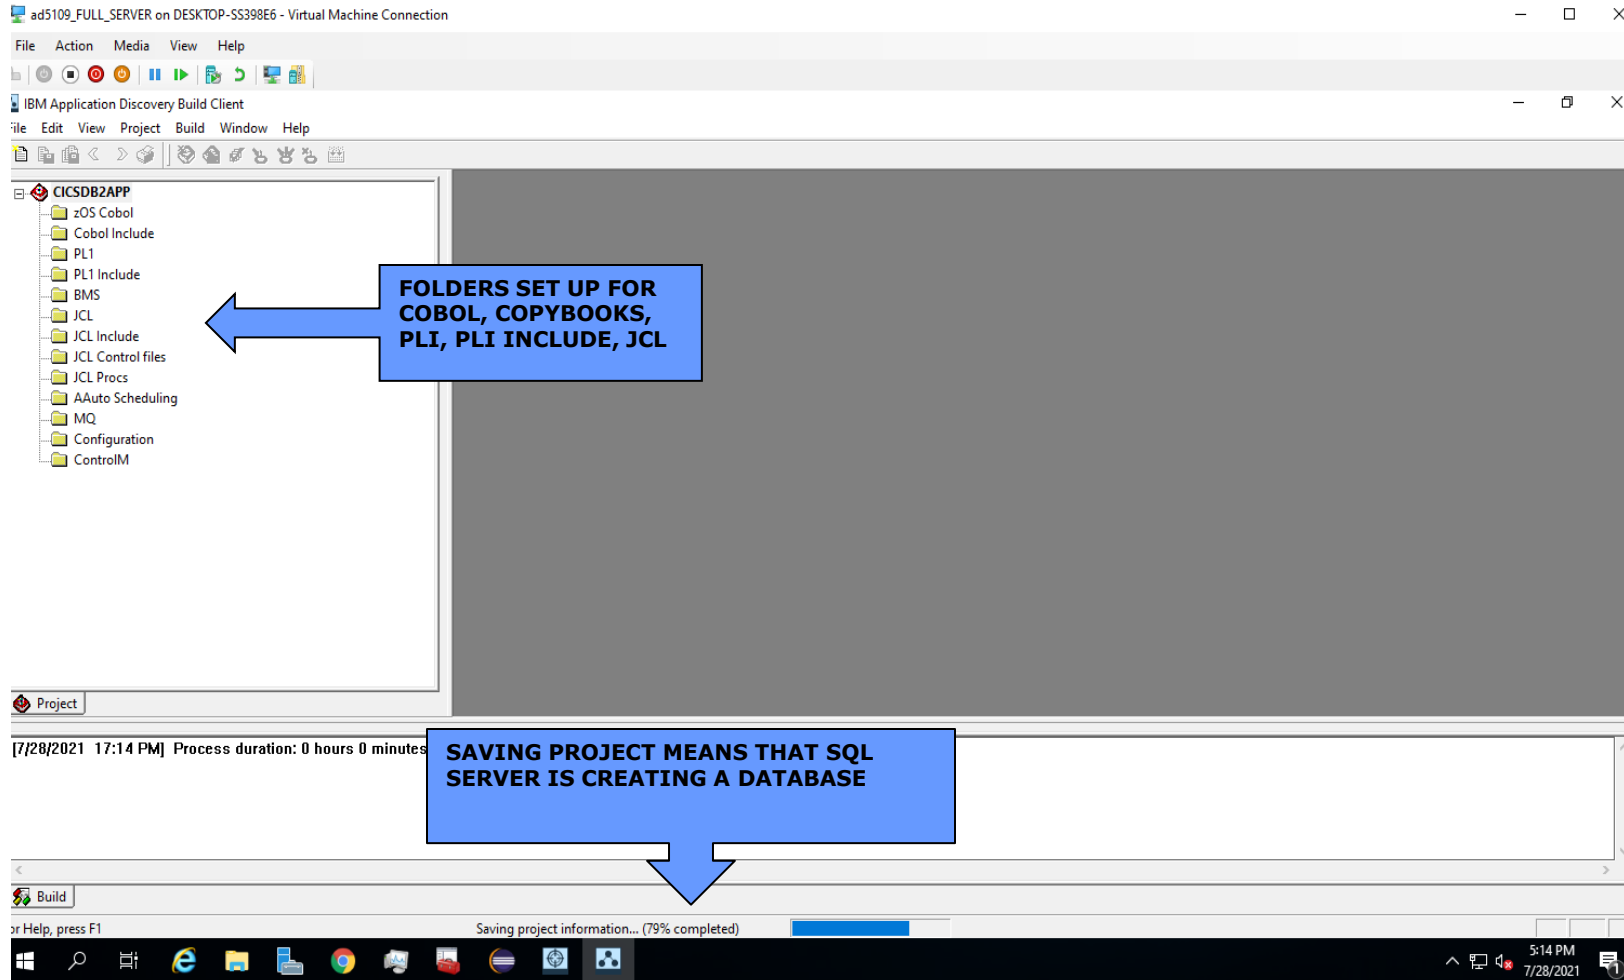 ad5109_FULL_SERVER on DESKTOP-SS398E6 - Virtual Machine Connection
File Action Media View Help
IBM Application Discovery Build Client
File Edit View Project Build Window Help
CICSDB2APP
zOS Cobol
Cobol Include
PL1
PL1 Include
BMS
JCL
JCL Include
JCL Control files
JCL Procs
AAuto Scheduling
MQ
Configuration
ControlM
FOLDERS SET UP FOR
COBOL, COPYBOOKS,
PLI, PLI INCLUDE, JCL
Project
[7/28/2021 17:14 PM] Process duration: 0 hours 0 minutes
SAVING PROJECT MEANS THAT SQL
SERVER IS CREATING A DATABASE
Build
or Help, press F1
Saving project information... (79% completed)
5:14 PM
7/28/2021